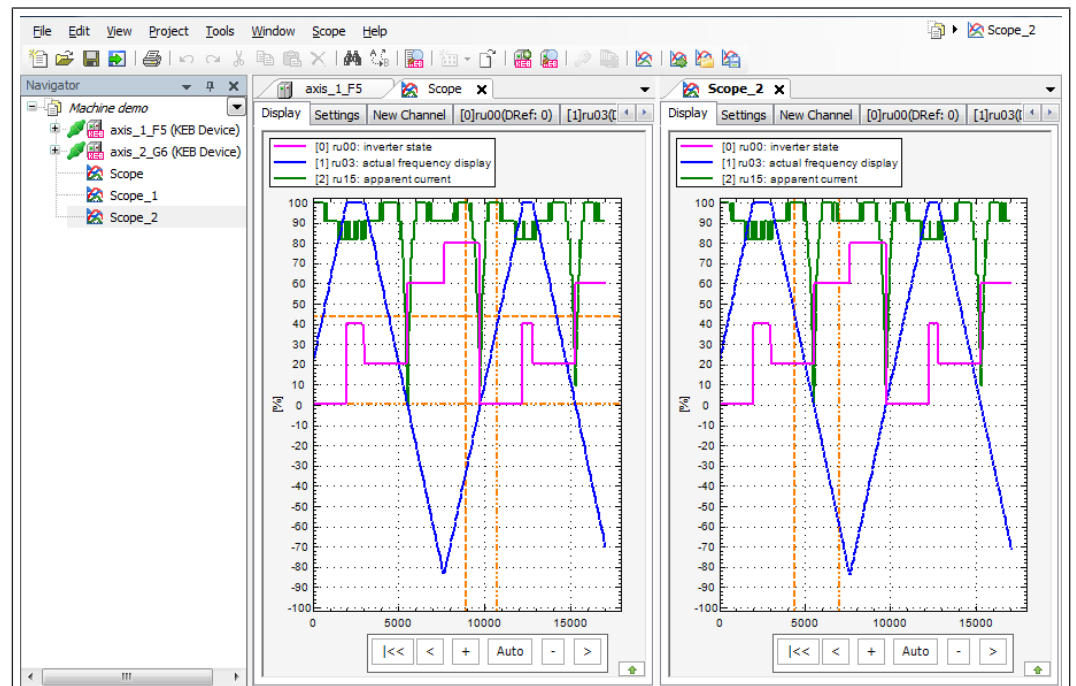 File Edit View Project Tools Window Scope Help
Scope_2
Navigator
Machine demo
axis_1_F5 (KEB Device)
axis_2_G6 (KEB Device)
Scope
Scope_1
Scope_2
axis_1_F5 Scope
Display Settings New Channel [0]ru00(DRef: 0) [1]ru03(
[0] ru00: inverter state
[1] ru03: actual frequency display
[2] ru15: apparent current
100
90
80
70
60
50
40
30
20
10
0
-10
-20
-30
-40
-50
-60
-70
-80
-90
-100
[%]
0 5000 10000 15000
|<< < + Auto - >
Scope_2
Display Settings New Channel [0]ru00(DRef: 0) [1]ru03(
[0] ru00: inverter state
[1] ru03: actual frequency display
[2] ru15: apparent current
100
90
80
70
60
50
40
30
20
10
0
-10
-20
-30
-40
-50
-60
-70
-80
-90
-100
[%]
0 5000 10000 15000
|<< < + Auto - >